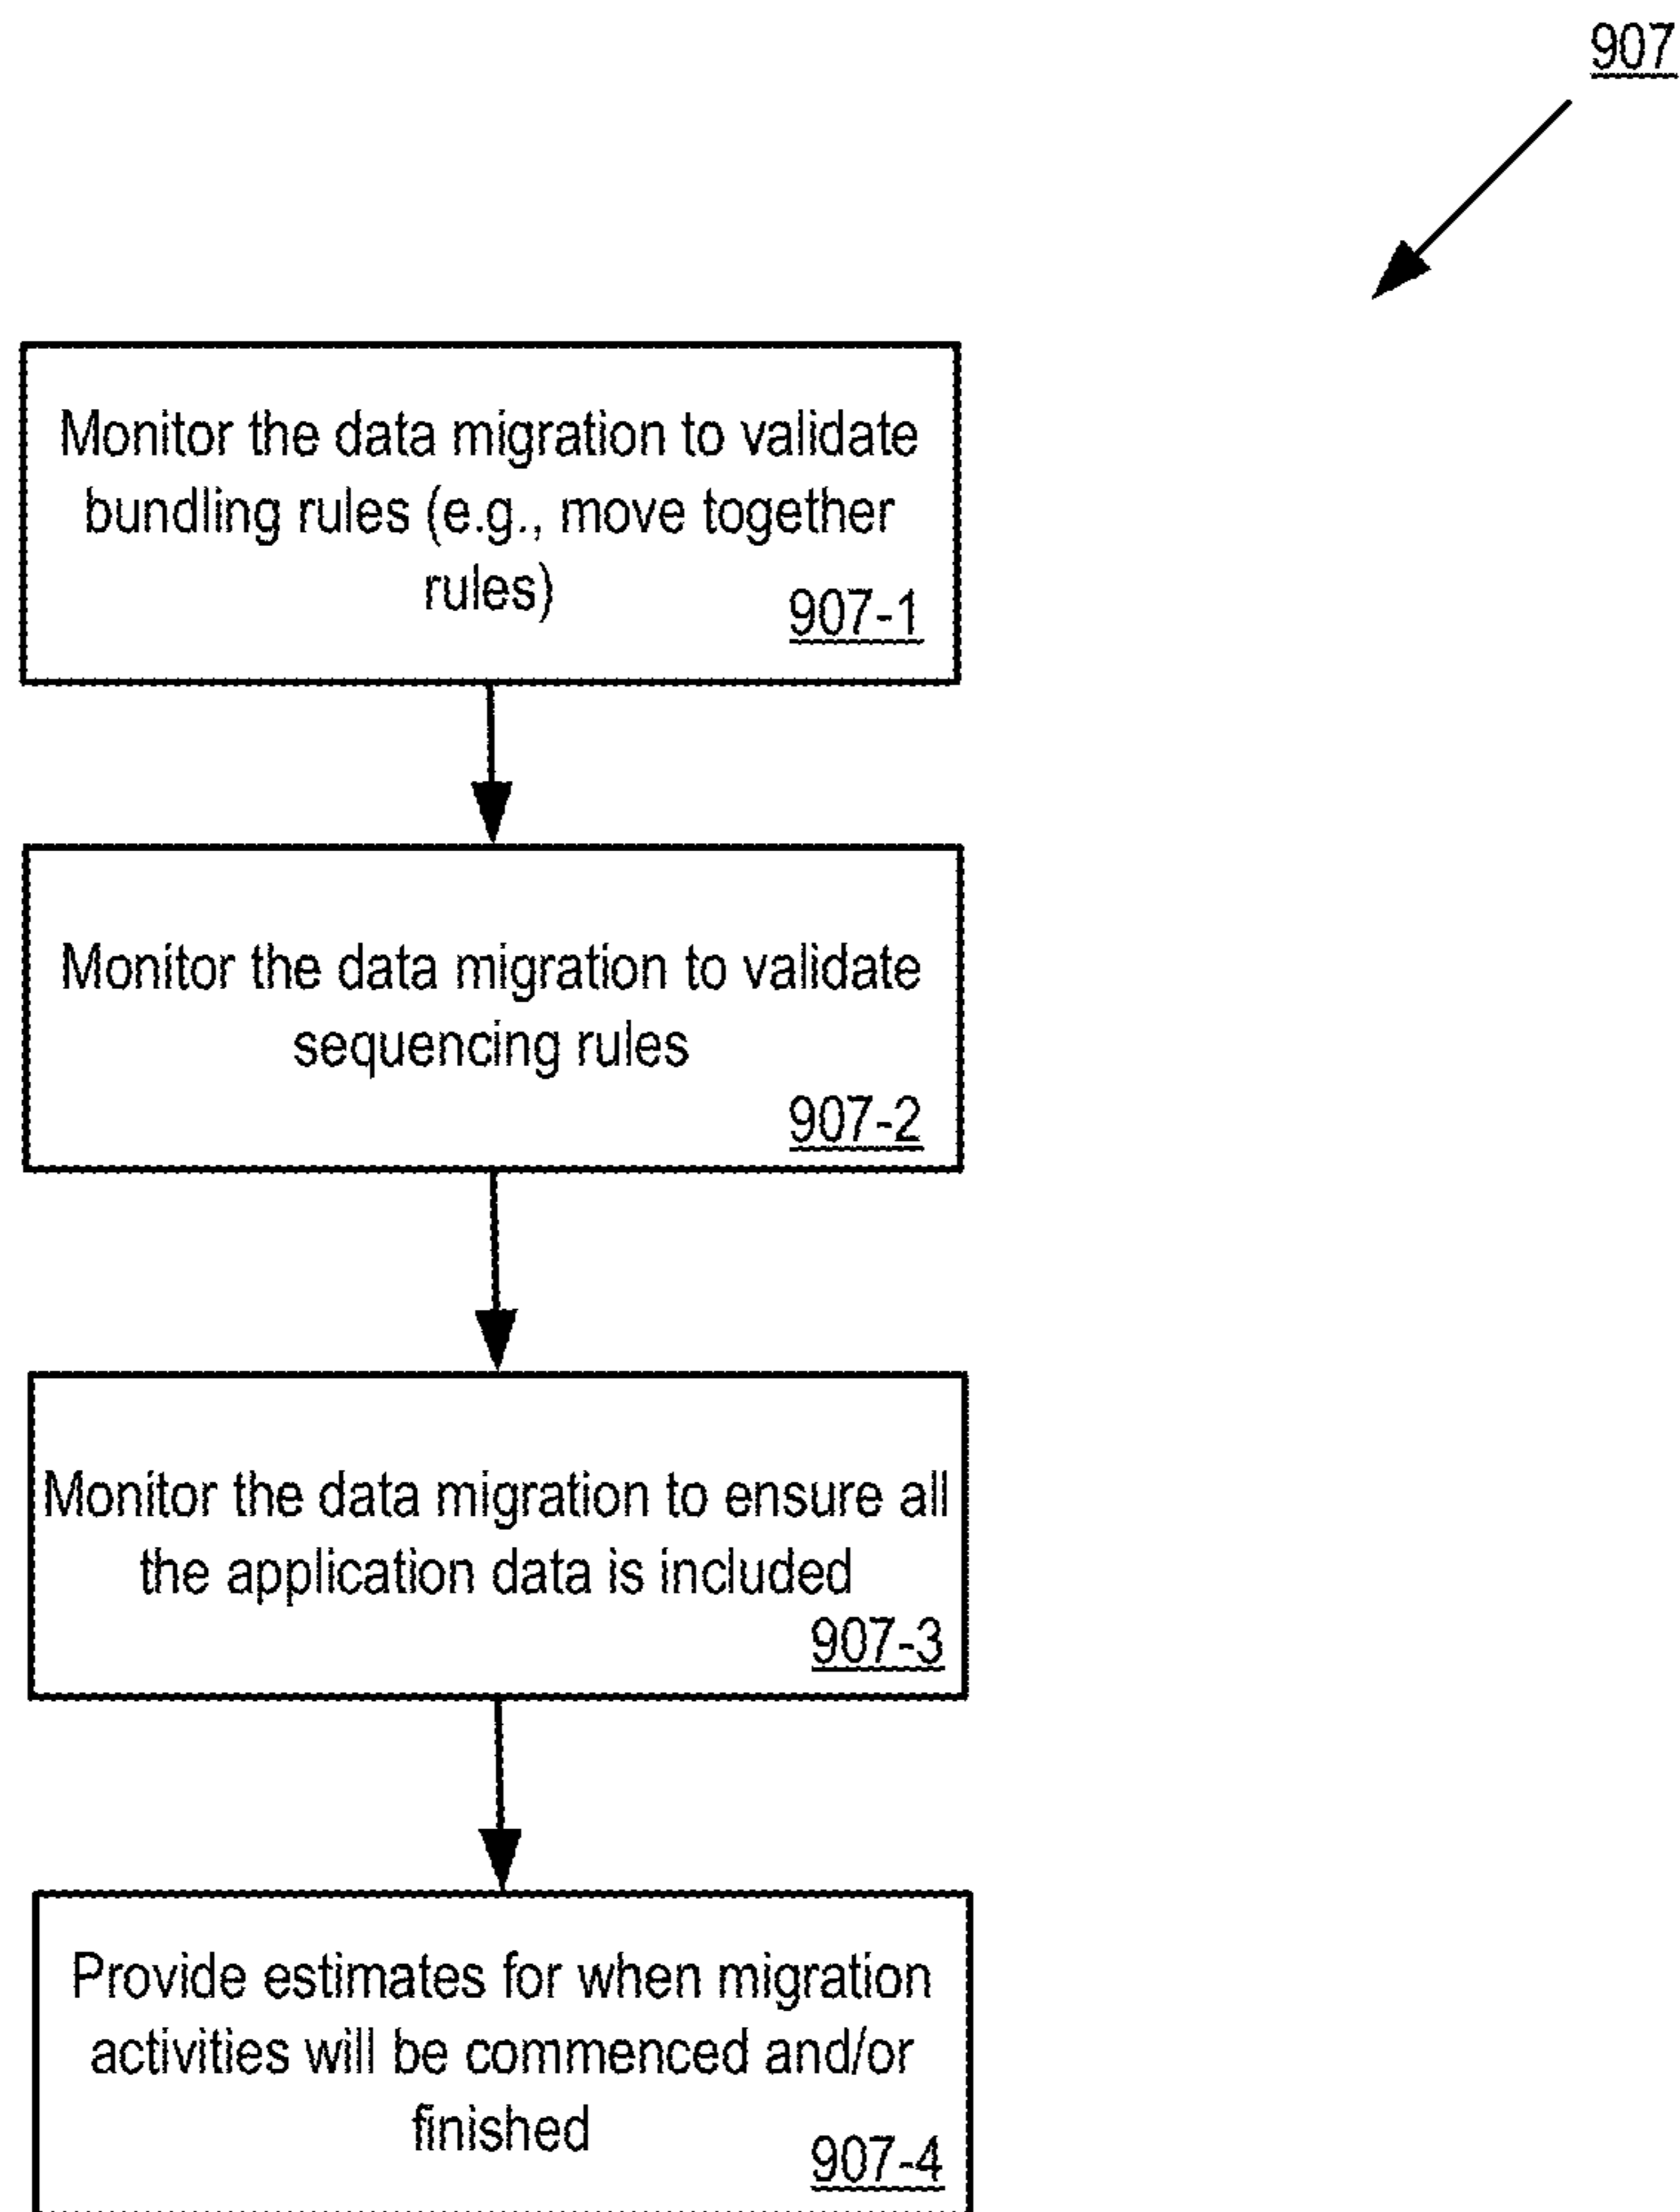 907
Monitor the data migration to validate
bundling rules (e.g., move together
rules)
907-1
Monitor the data migration to validate
sequencing rules
907-2
Monitor the data migration to ensure all
the application data is included
907-3
Provide estimates for when migration
activities will be commenced and/or
finished
907-4